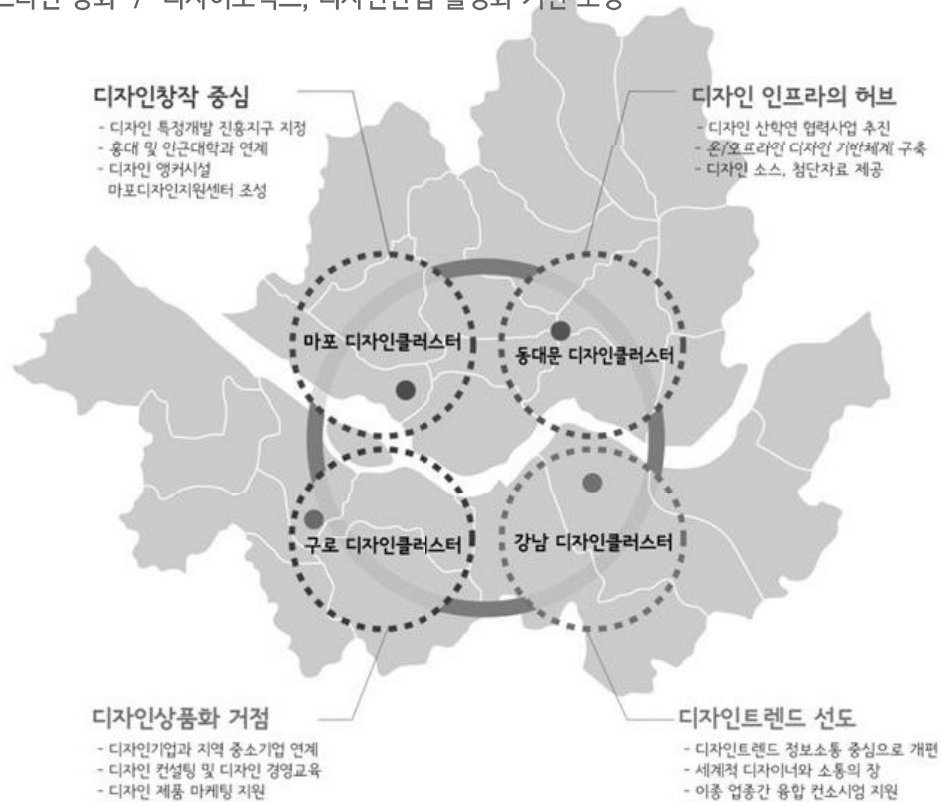 디자인창작 중심
- 디자인 특정개발 진흥지구 지정
- 홍대 및 인근대학과 연계
- 디자인 앵커시설
마포디자인지원센터 조성
디자인 인프라의 허브
- 디자인 산학연 협력사업 추진
- 온/오프라인 디자인 기반체계 구축
- 디자인 소스, 첨단자료 제공
마포 디자인클러스터
동대문 디자인클러스터
구로 디자인클러스터
강남 디자인클러스터
디자인상품화 거점
- 디자인기업과 지역 중소기업 연계
- 디자인 컨설팅 및 디자인 경영교육
- 디자인 제품 마케팅 지원
디자인트렌드 선도
- 디자인트렌드 정보소통 중심으로 개편
- 세계적 디자이너와 소통의 장
- 이종 업종간 융합 컨소시엄 지원